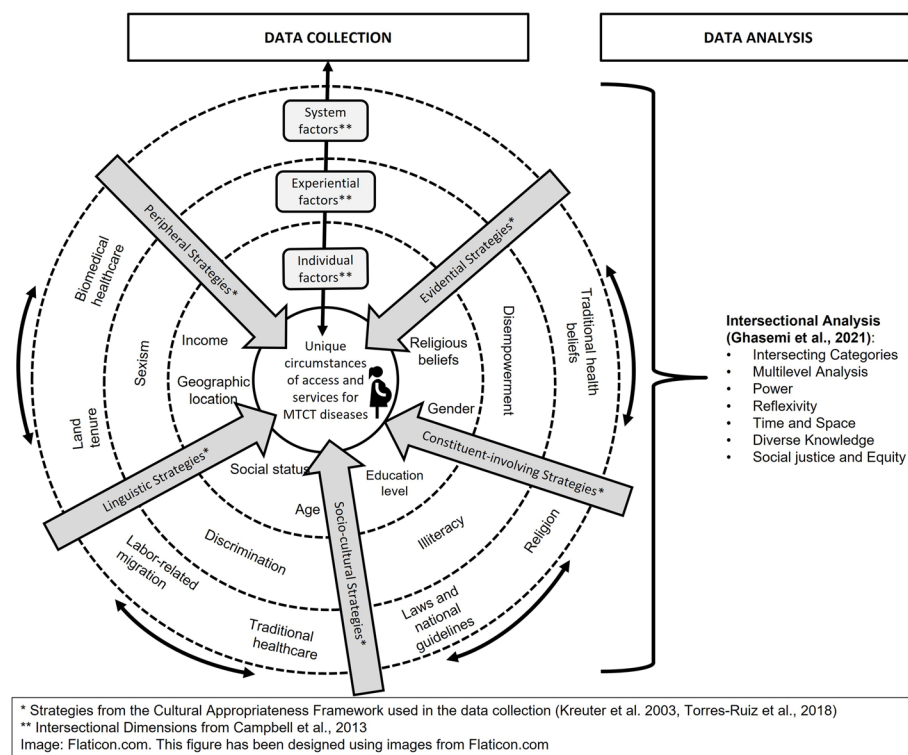 DATA COLLECTION
DATA ANALYSIS
System
factors**
Experiential
factors**
Individual
factors**
Peripheral Strategies*
Evidential Strategies*
Biomedical
healthcare
Traditional health
beliefs
Sexism
Disempowerment
Income
Religious
beliefs
Geographic
location
Gender
Unique
circumstances
of access and
services for
MTCT diseases
Land
tenure
Linguistic Strategies*
Constituent-involving Strategies*
Social status
Education
level
Age
Socio-cultural Strategies*
Discrimination
Illiteracy
Religion
Labor-related
migration
Traditional
healthcare
Laws and
national
guidelines
Intersectional Analysis
(Ghasemi et al., 2021):
• Intersecting Categories
• Multilevel Analysis
• Power
• Reflexivity
• Time and Space
• Diverse Knowledge
• Social justice and Equity
* Strategies from the Cultural Appropriateness Framework used in the data collection (Kreuter et al. 2003, Torres-Ruiz et al., 2018)
** Intersectional Dimensions from Campbell et al., 2013
Image: Flaticon.com. This figure has been designed using images from Flaticon.com